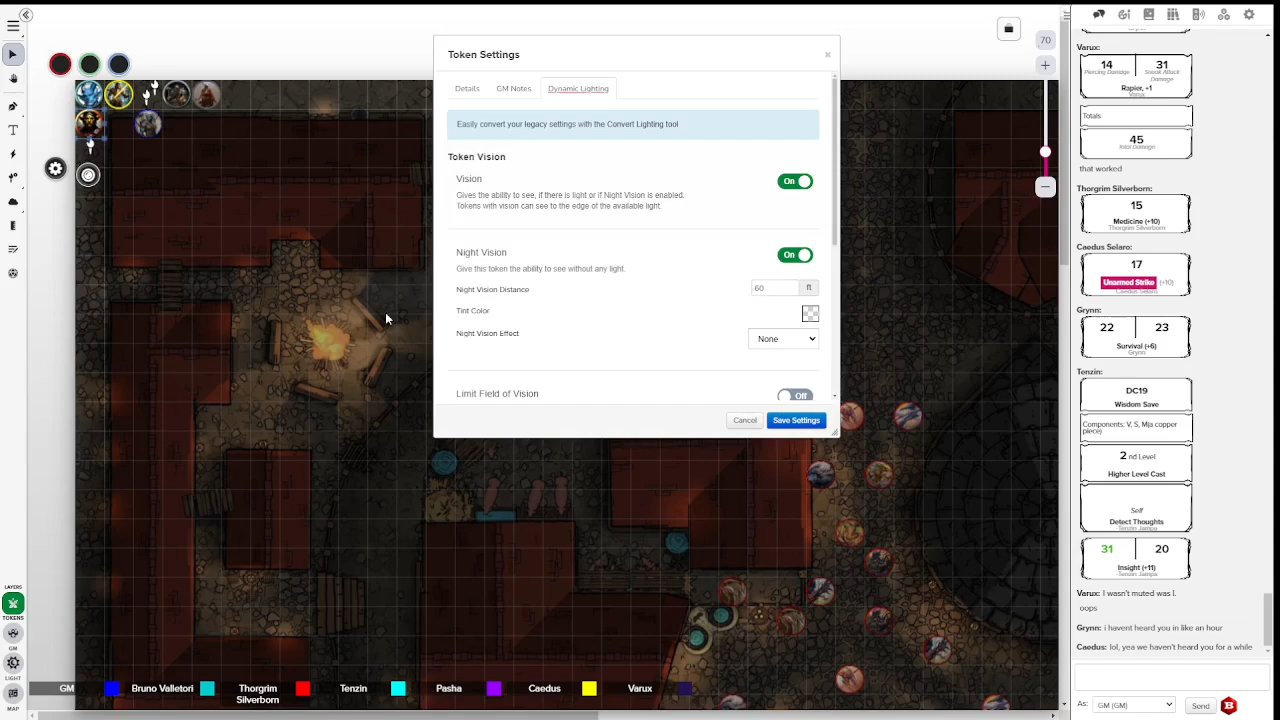 Token Settings
×
70
Details
GM Notes
Dynamic Lighting
Easily convert your legacy settings with the Convert Lighting tool
Token Vision
Vision
On
Gives the ability to see, if there is light or if Night Vision is enabled.
Tokens with vision can see to the edge of the available light.
Night Vision
On
Give this token the ability to see without any light.
Night Vision Distance
60
ft
Tint Color
Night Vision Effect
None
Limit Field of Vision
Off
Cancel
Save Settings
LAYERS
TOKENS
GM
LIGHT
MAP
GM
Bruno Valletori
Thorgrim
Silverborn
Tenzin
Pasha
Caedus
Varux
Varux:
14
31
Piercing Damage
Sneak Attack
Damage
Rapier, +1
Varux
Totals
45
Total Damage
that worked
Thorgrim Silverborn:
15
Medicine (+10)
Thorgrim Silverborn
Caedus Selaro:
17
Unarmed Strike (+10)
Caedus Selaro
Grynn:
22
23
Survival (+6)
Grynn
Tenzin:
DC19
Wisdom Save
Components: V, S, M(a copper
piece)
2 nd Level
Higher Level Cast
Self
Detect Thoughts
Tenzin Jampa
31
20
Insight (+11)
Tenzin Jampa
Varux: I wasn't muted was I.
oops
Grynn: i havent heard you in like an hour
Caedus: lol, yea we haven't heard you for a while
As:
GM (GM)
Send